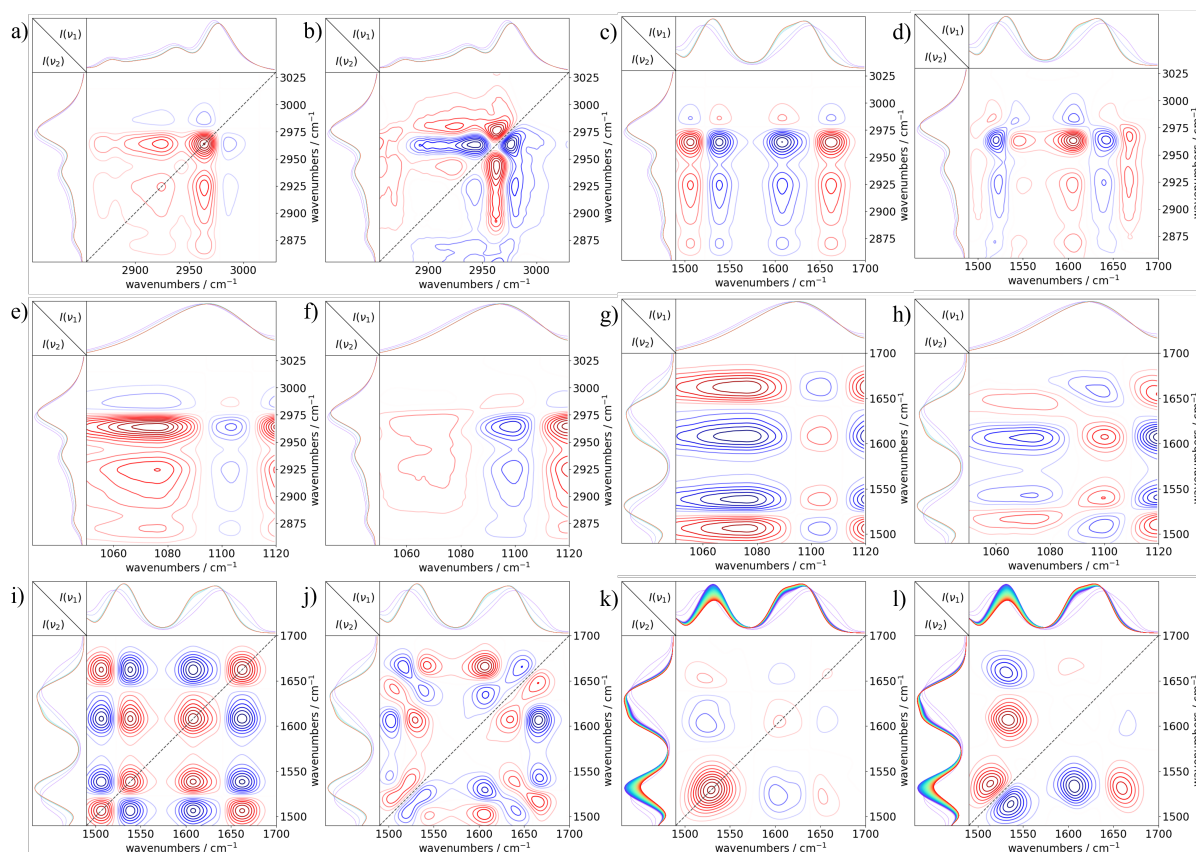 a)
I(ν₁)
I(ν₂)
3025
3000
2975
2950
2925
2900
2875
wavenumbers / cm⁻¹
2900 2950 3000
wavenumbers / cm⁻¹
b)
I(ν₁)
I(ν₂)
3025
3000
2975
2950
2925
2900
2875
wavenumbers / cm⁻¹
2900 2950 3000
wavenumbers / cm⁻¹
c)
I(ν₁)
I(ν₂)
3025
3000
2975
2950
2925
2900
2875
wavenumbers / cm⁻¹
1500 1550 1600 1650 1700
wavenumbers / cm⁻¹
d)
I(ν₁)
I(ν₂)
3025
3000
2975
2950
2925
2900
2875
wavenumbers / cm⁻¹
1500 1550 1600 1650 1700
wavenumbers / cm⁻¹
e)
I(ν₁)
I(ν₂)
3025
3000
2975
2950
2925
2900
2875
wavenumbers / cm⁻¹
1060 1080 1100 1120
wavenumbers / cm⁻¹
f)
I(ν₁)
I(ν₂)
3025
3000
2975
2950
2925
2900
2875
wavenumbers / cm⁻¹
1060 1080 1100 1120
wavenumbers / cm⁻¹
g)
I(ν₁)
I(ν₂)
1700
1650
1600
1550
1500
wavenumbers / cm⁻¹
1060 1080 1100 1120
wavenumbers / cm⁻¹
h)
I(ν₁)
I(ν₂)
1700
1650
1600
1550
1500
wavenumbers / cm⁻¹
1060 1080 1100 1120
wavenumbers / cm⁻¹
i)
I(ν₁)
I(ν₂)
1700
1650
1600
1550
1500
wavenumbers / cm⁻¹
1500 1550 1600 1650 1700
wavenumbers / cm⁻¹
j)
I(ν₁)
I(ν₂)
1700
1650
1600
1550
1500
wavenumbers / cm⁻¹
1500 1550 1600 1650 1700
wavenumbers / cm⁻¹
k)
I(ν₁)
I(ν₂)
1700
1650
1600
1550
1500
wavenumbers / cm⁻¹
1500 1550 1600 1650 1700
wavenumbers / cm⁻¹
l)
I(ν₁)
I(ν₂)
1700
1650
1600
1550
1500
wavenumbers / cm⁻¹
1500 1550 1600 1650 1700
wavenumbers / cm⁻¹